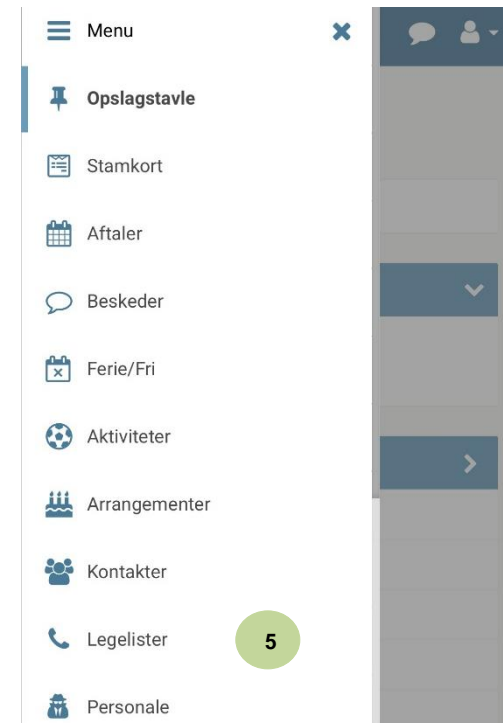 Menu
Opslagstavle
Stamkort
Aftaler
Beskeder
Ferie/Fri
Aktiviteter
Arrangementer
Kontakter
Legelister 5
Personale